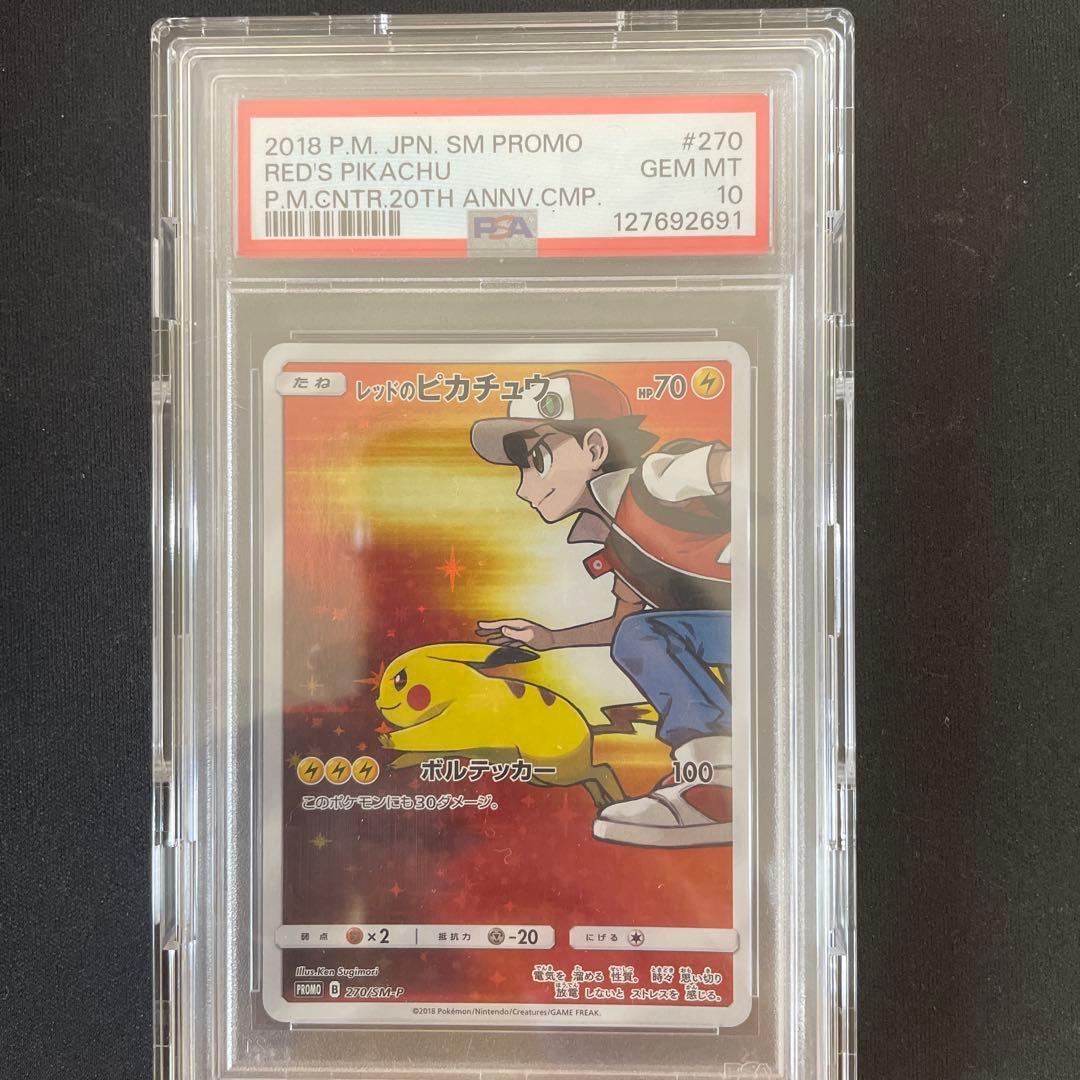 2018 P.M. JPN. SM PROMO #270
RED'S PIKACHU GEM MT
P.M.CNTR.20TH ANNV.CMP. 10
PSA 127692691
たね レッドのピカチュウ HP70
ボルテッカー 100
このポケモンにも30ダメージ。
弱点 ×2 抵抗力 -20 にげる
Illus.Ken Sugimori
電気を 溜める 性質。時々 思い切り
放電 しないと ストレスを 感じる。
PROMO B 270/SM-P
©2018 Pokémon/Nintendo/Creatures/GAME FREAK.
PSA